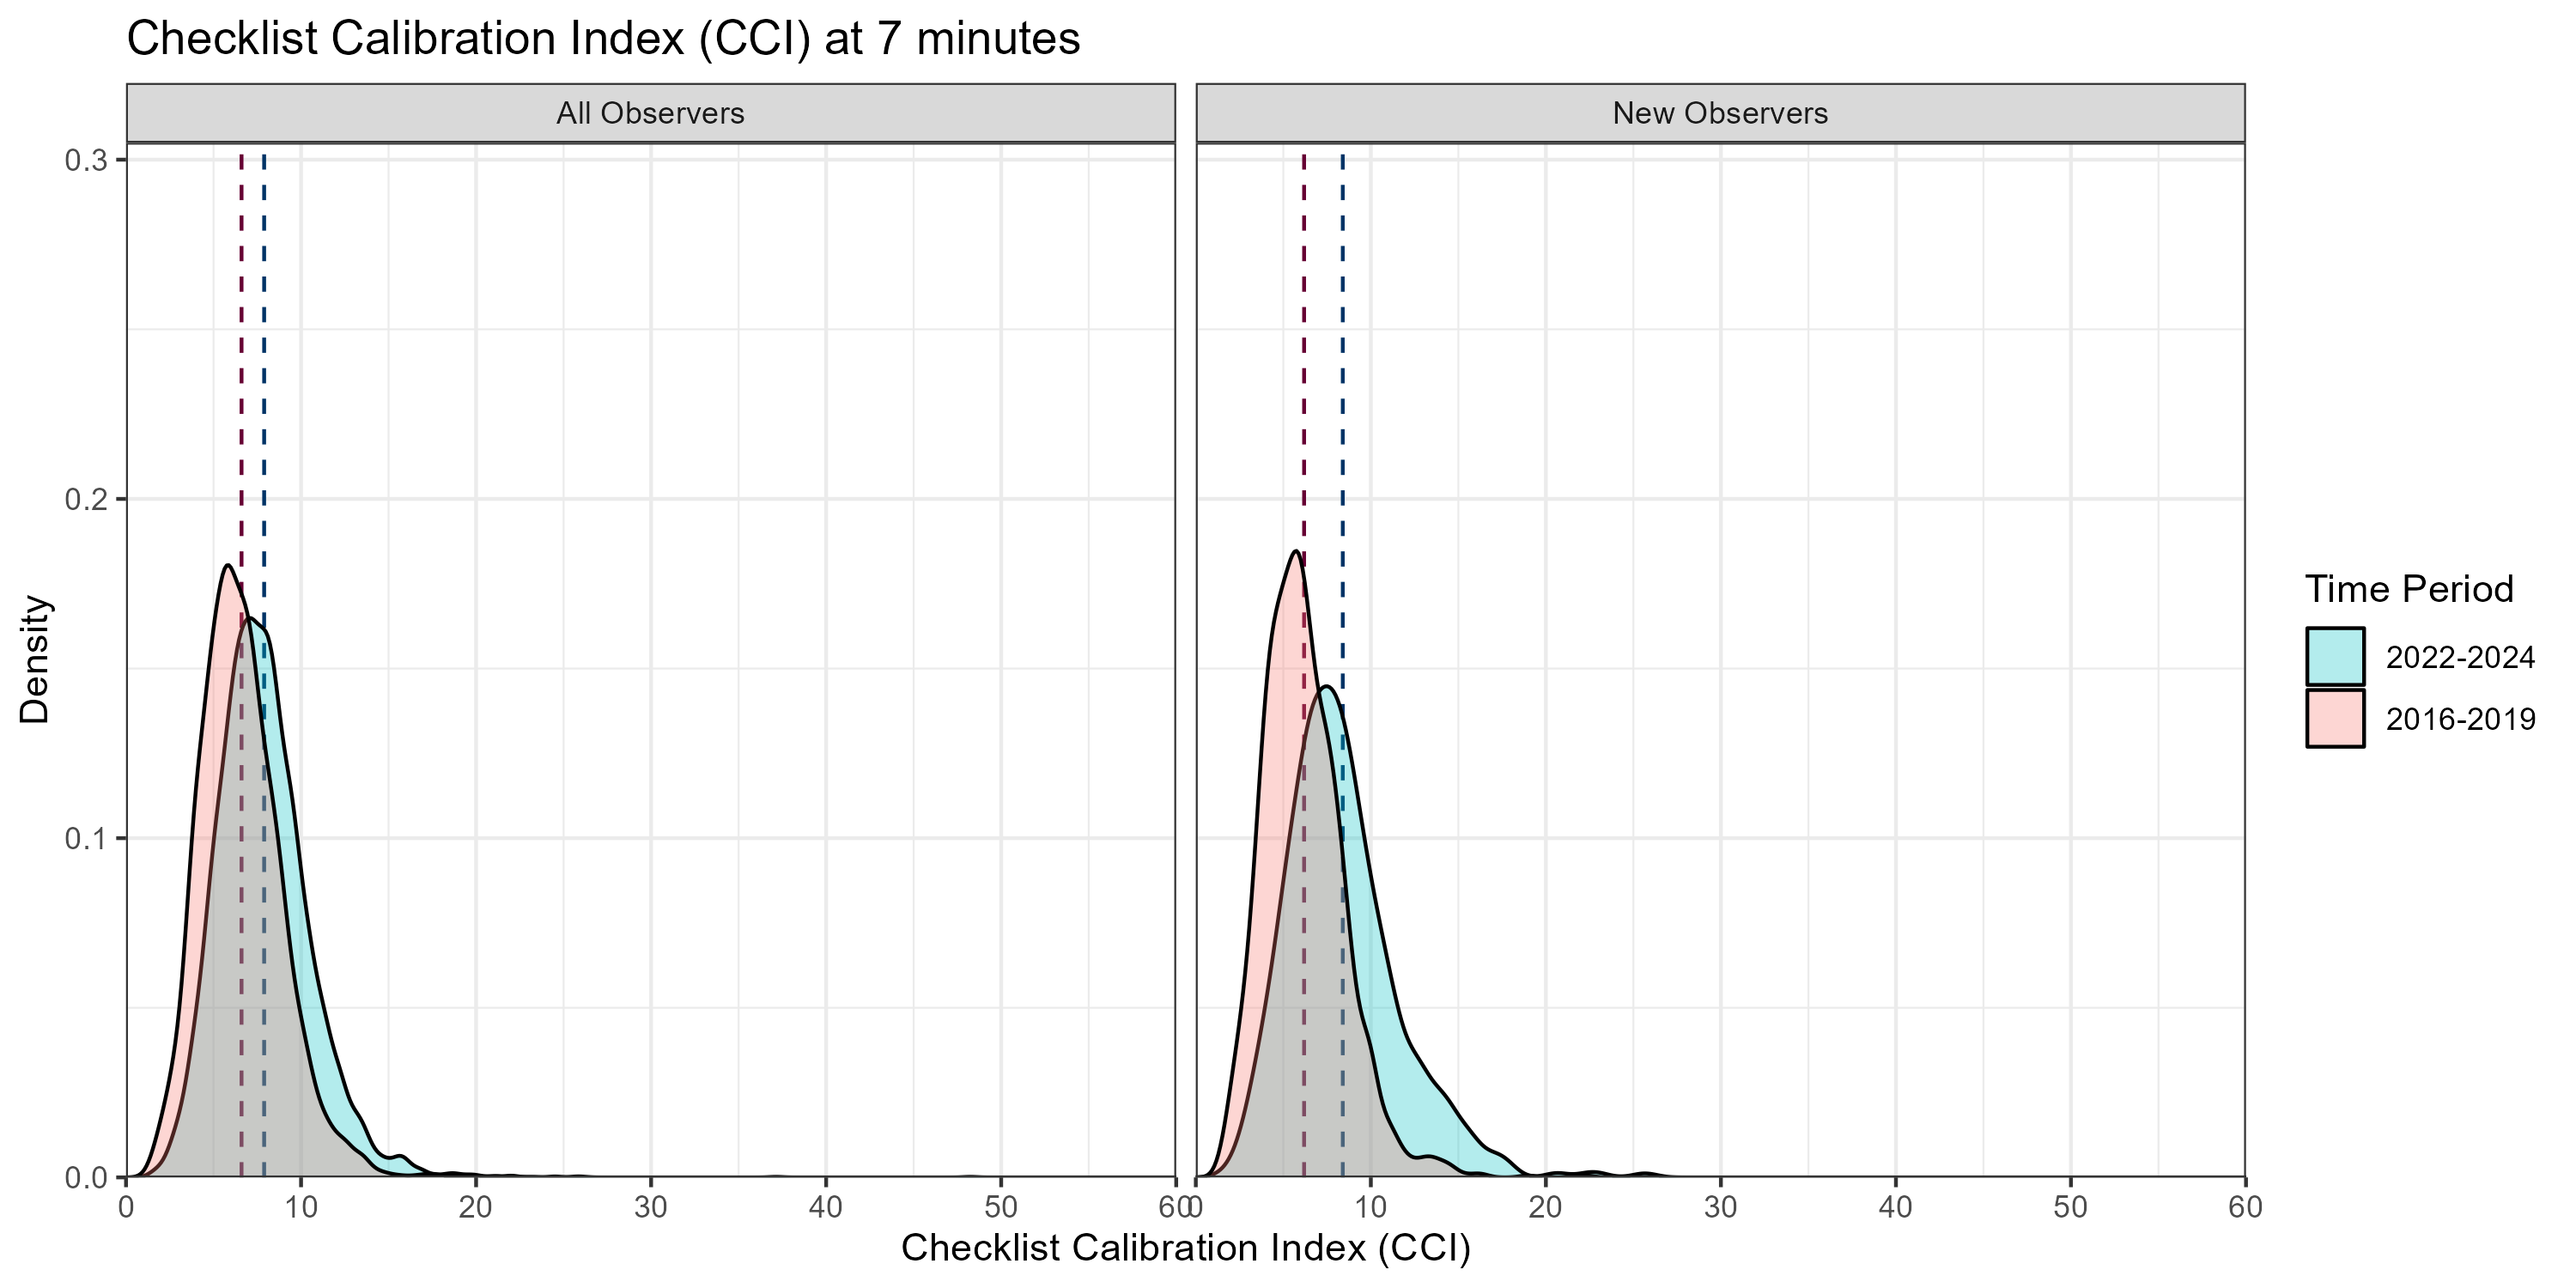 Checklist Calibration Index (CCI) at 7 minutes
All Observers
New Observers
0.3
0.2
0.1
0.0
Density
0 10 20 30 40 50 60
0 10 20 30 40 50 60
Checklist Calibration Index (CCI)
Time Period
2022-2024
2016-2019